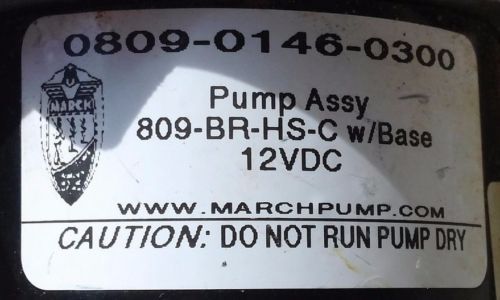 0809-0146-0300
MARCH
Pump Assy
809-BR-HS-C w/Base
12VDC
WWW.MARCHPUMP.COM
CAUTION: DO NOT RUN PUMP DRY